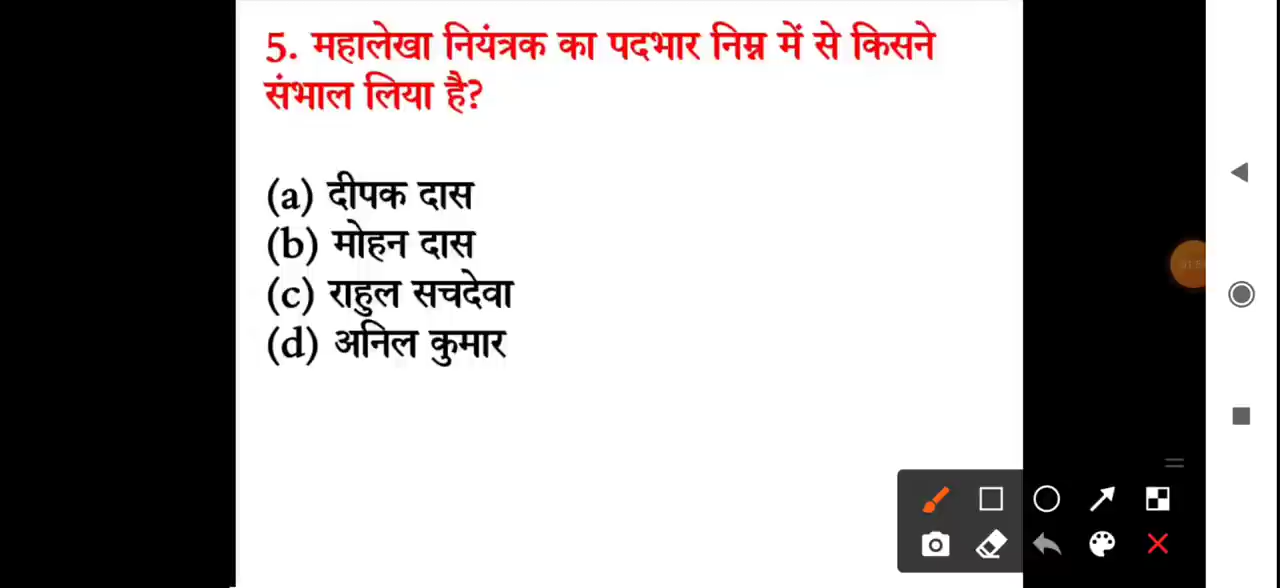 5. महालेखा नियंत्रक का पदभार निम्न में से किसने
संभाल लिया है?
(a) दीपक दास
(b) मोहन दास
(c) राहुल सचदेवा
(d) अनिल कुमार